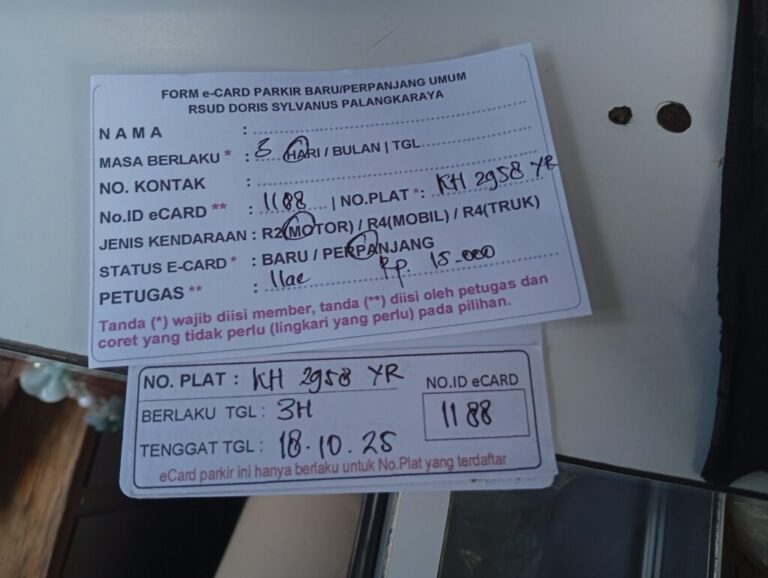 FORM e-CARD PARKIR BARU/PERPANJANG UMUM
RSUD DORIS SYLVANUS PALANGKARAYA
NAMA :
MASA BERLAKU * : 3 HARI / BULAN | TGL
NO. KONTAK :
No.ID eCARD ** : 1188 | NO.PLAT * : KH 2958 YR
JENIS KENDARAAN : R2(MOTOR) / R4(MOBIL) / R4(TRUK)
STATUS E-CARD * : BARU / PERPANJANG
PETUGAS ** : Rp. 15.000
Tanda (*) wajib diisi member, tanda (**) diisi oleh petugas dan
coret yang tidak perlu (lingkari yang perlu) pada pilihan.
NO. PLAT : KH 2958 YR
NO.ID eCARD
BERLAKU TGL : 3H
1188
TENGGAT TGL : 18.10.25
eCard parkir ini hanya berlaku untuk No.Plat yang terdaftar